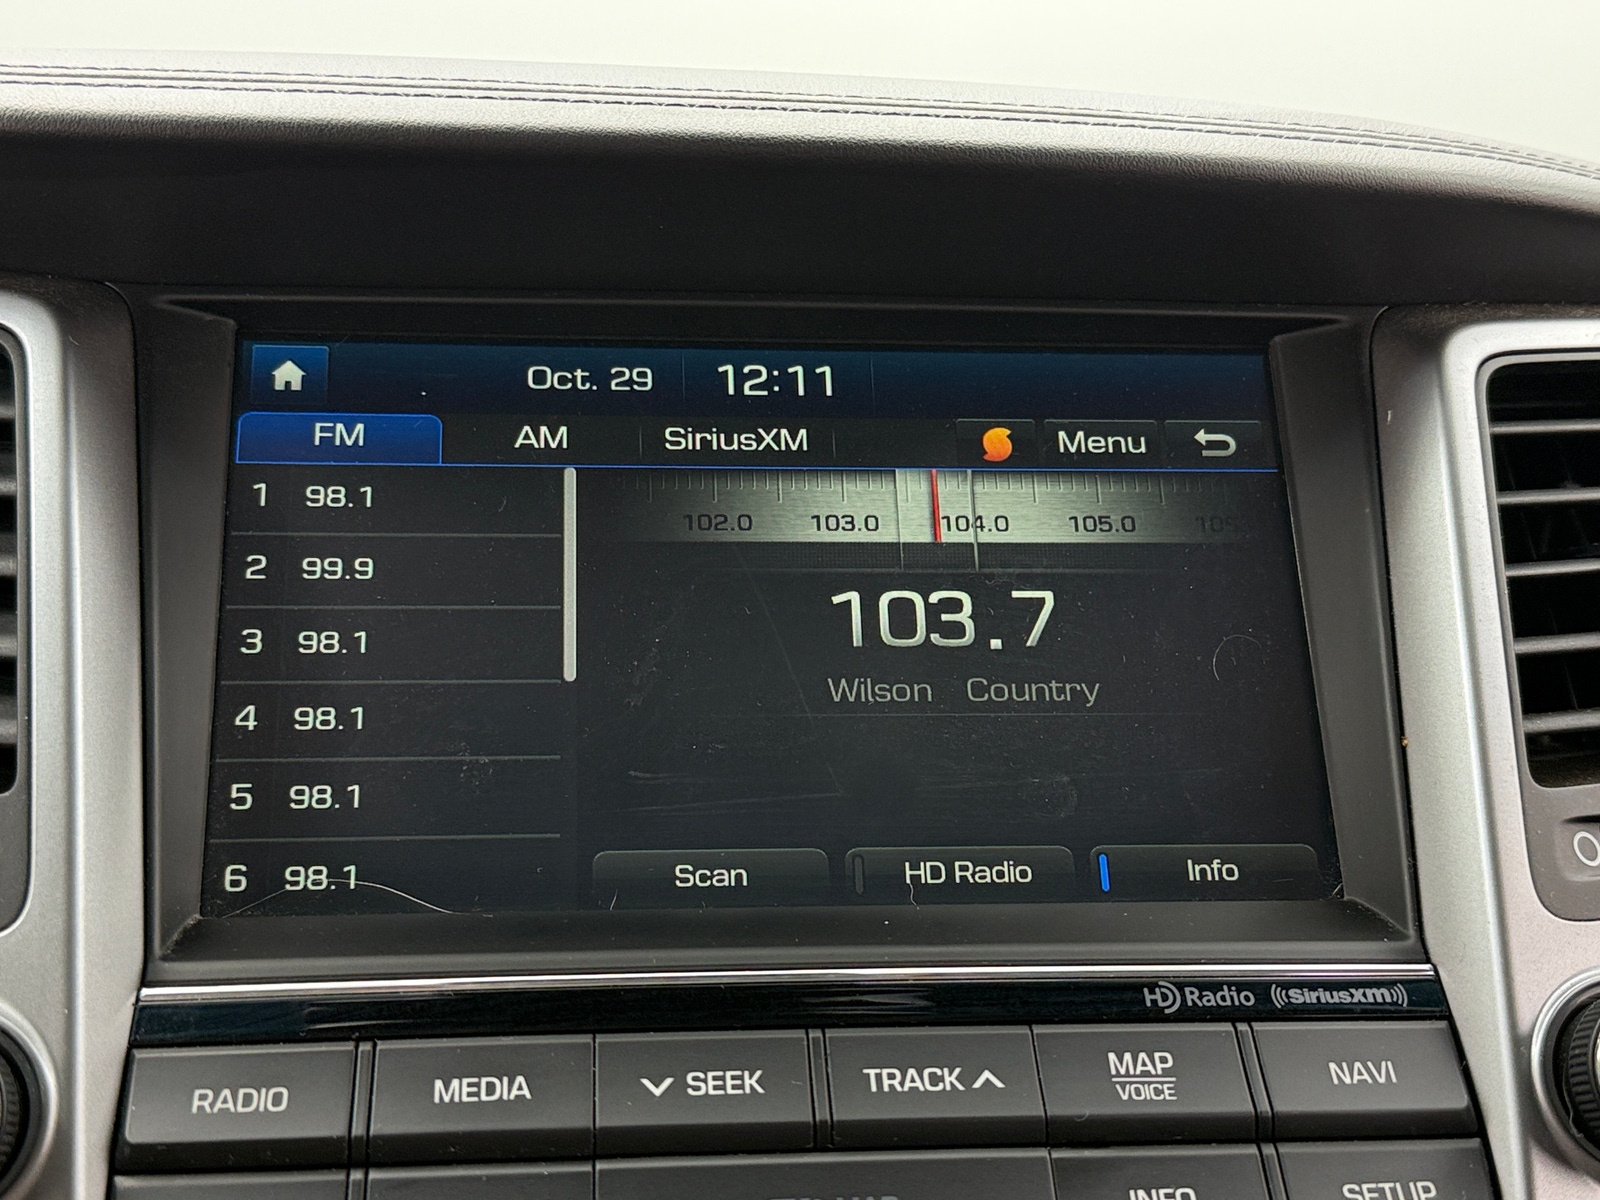 Oct. 29 12:11
FM AM SiriusXM Menu
1 98.1
2 99.9
3 98.1
4 98.1
5 98.1
6 98.1
102.0 103.0 104.0 105.0
103.7
Wilson Country
Scan HD Radio Info
HD Radio ((SiriusXM))
RADIO MEDIA SEEK TRACK MAP VOICE NAVI
INFO SETUP